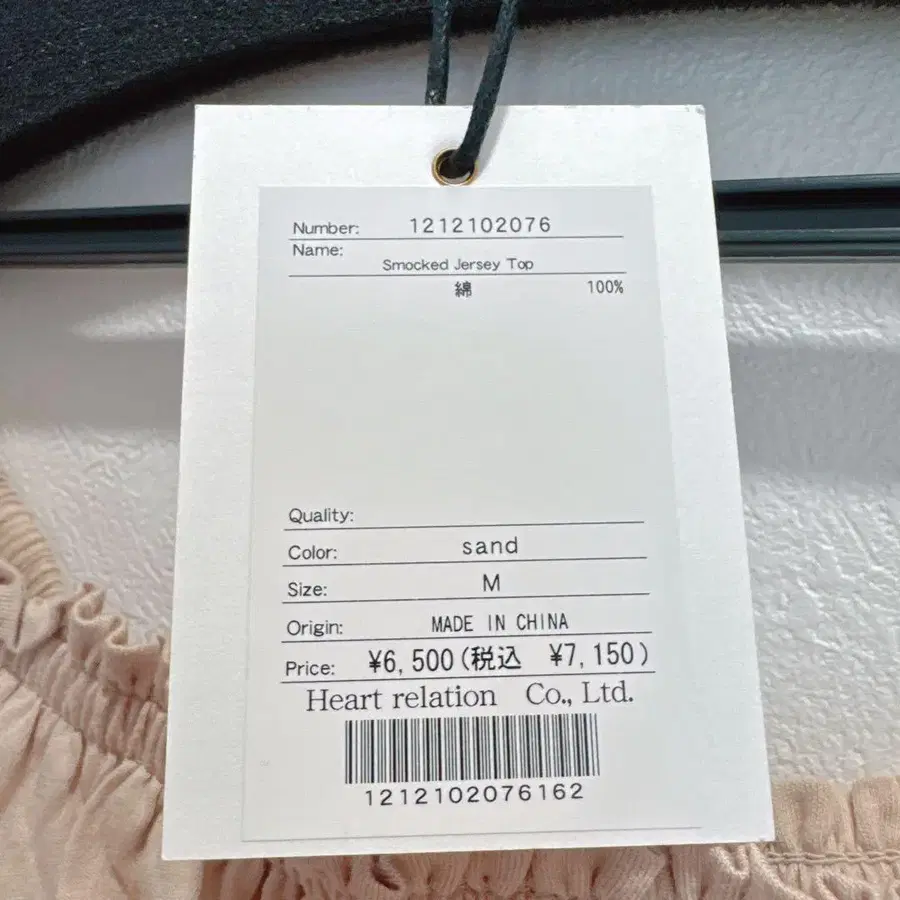 Number: 1212102076
Name:
Smocked Jersey Top
綿 100%
Quality:
Color: sand
Size: M
Origin: MADE IN CHINA
Price: ¥6,500(税込 ¥7,150)
Heart relation Co., Ltd.
1212102076162